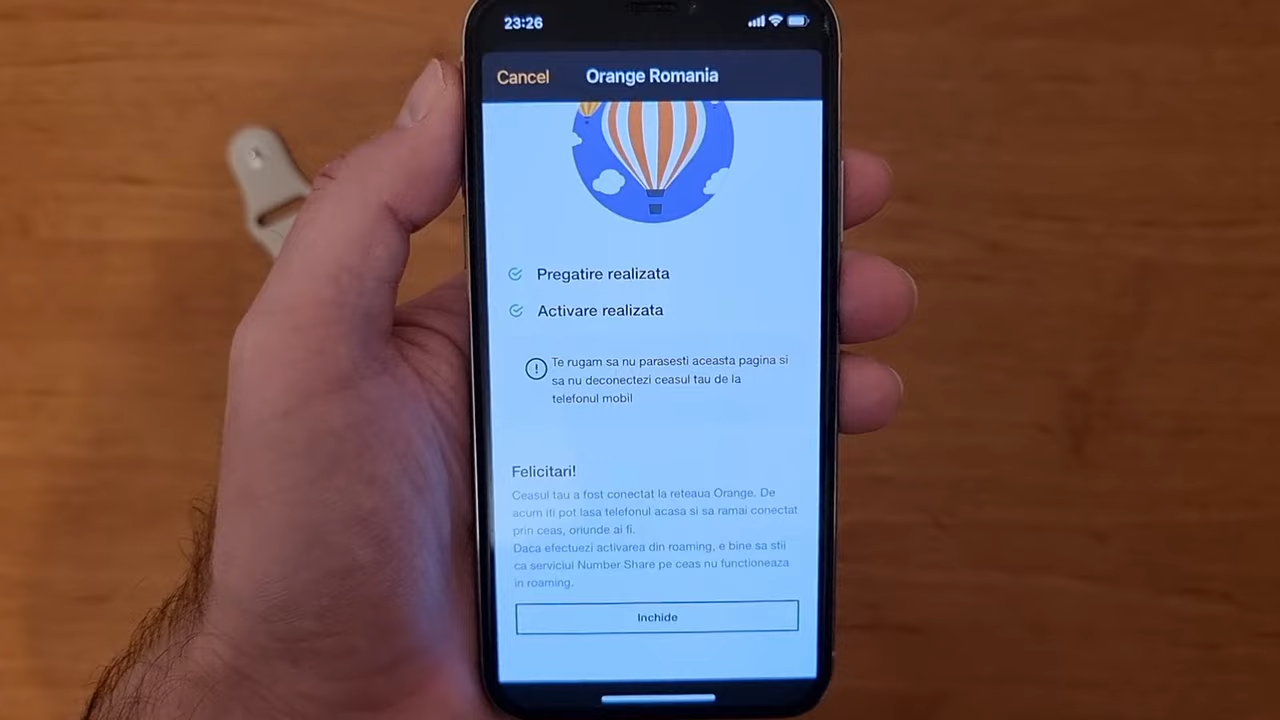 23:26
Cancel
Orange Romania
Pregatire realizata
Activare realizata
Te rugam sa nu parasesti aceasta pagina si
sa nu deconectezi ceasul tau de la
telefonul mobil
Felicitari!
Ceasul tau a fost conectat la reteaua Orange. De
acum iti pot lasa telefonul acasa si sa ramai conectat
prin ceas, oriunde ai fi.
Daca efectuezi activarea din roaming, e bine sa stii
ca serviciul Number Share pe ceas nu functioneaza
in roaming.
Inchide